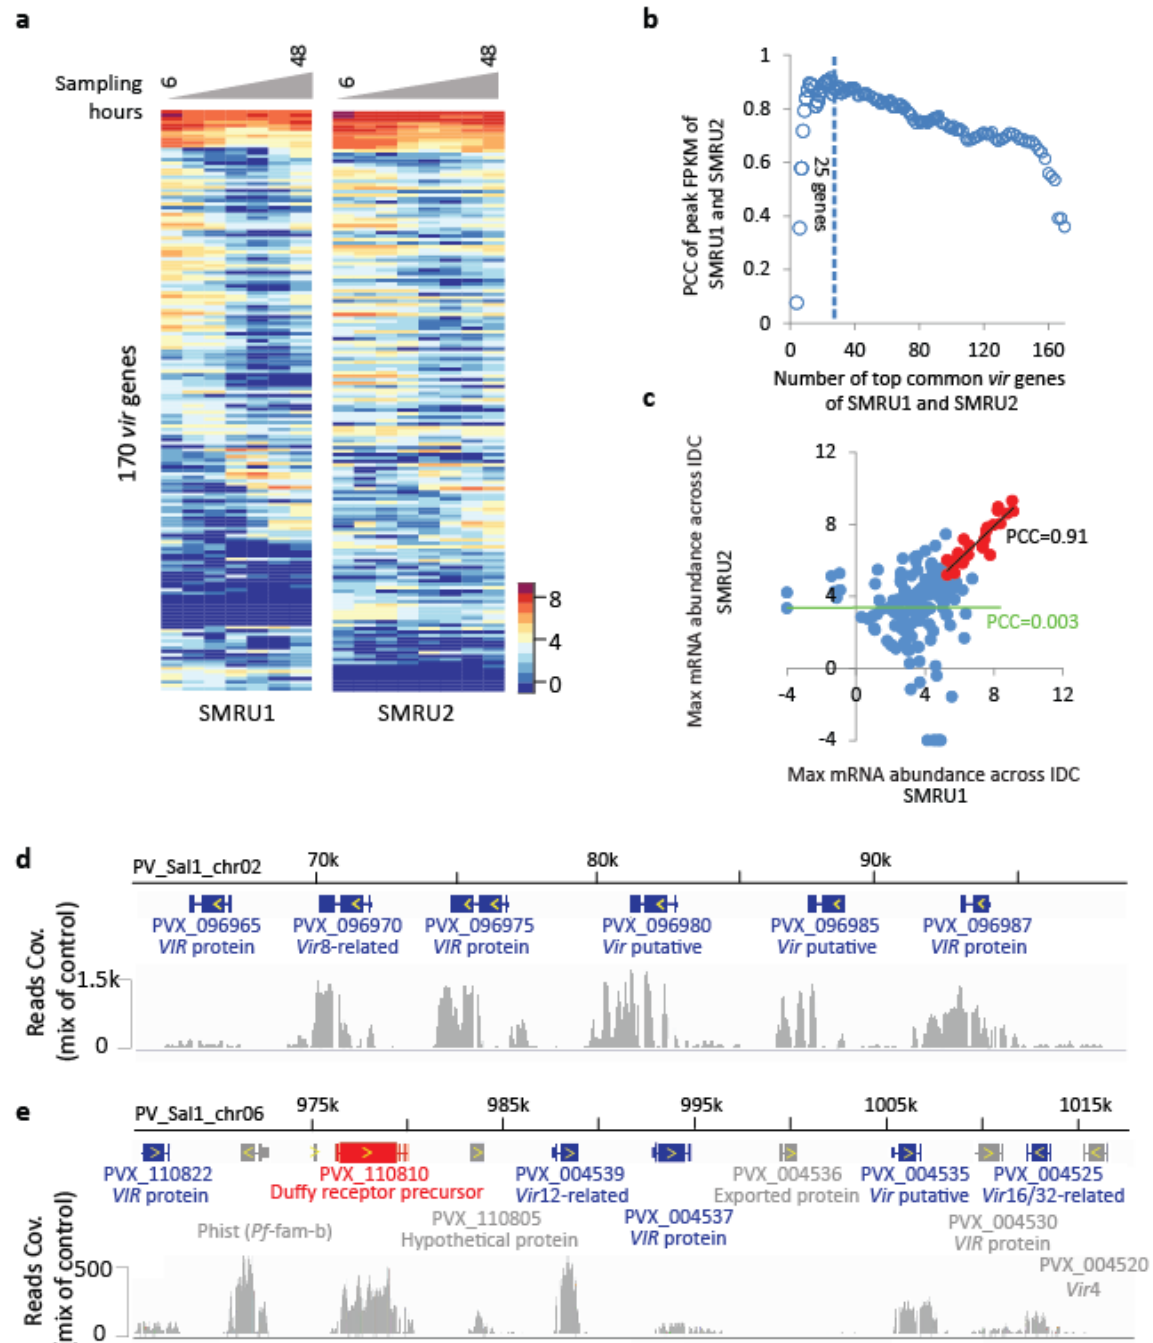 a
Sampling
hours
6
48
6
48
170 vir genes
SMRU1
SMRU2
8
4
0
b
PCC of peak FPKM of
SMRU1 and SMRU2
1
0.8
0.6
0.4
0.2
0
25 genes
0 40 80 120 160
Number of top common vir genes
of SMRU1 and SMRU2
c
Max mRNA abundance across IDC
SMRU2
12
8
4
0
-4
PCC=0.91
PCC=0.003
-4 0 4 8 12
Max mRNA abundance across IDC
SMRU1
d
PV_Sal1_chr02
70k 80k 90k
PVX_096965 PVX_096970 PVX_096975 PVX_096980 PVX_096985 PVX_096987
VIR protein Vir8-related VIR protein Vir putative Vir putative VIR protein
Reads Cov.
(mix of control)
1.5k
0
e
PV_Sal1_chr06
975k 985k 995k 1005k 1015k
PVX_110822 PVX_110810 PVX_004539 PVX_004536 PVX_004535 PVX_004525
VIR protein Duffy receptor precursor Vir12-related Exported protein Vir putative Vir16/32-related
Phist (Pf-fam-b)
PVX_110805
Hypothetical protein
PVX_004537
VIR protein
PVX_004530
VIR protein
PVX_004520
Vir4
Reads Cov.
(mix of control)
500
0